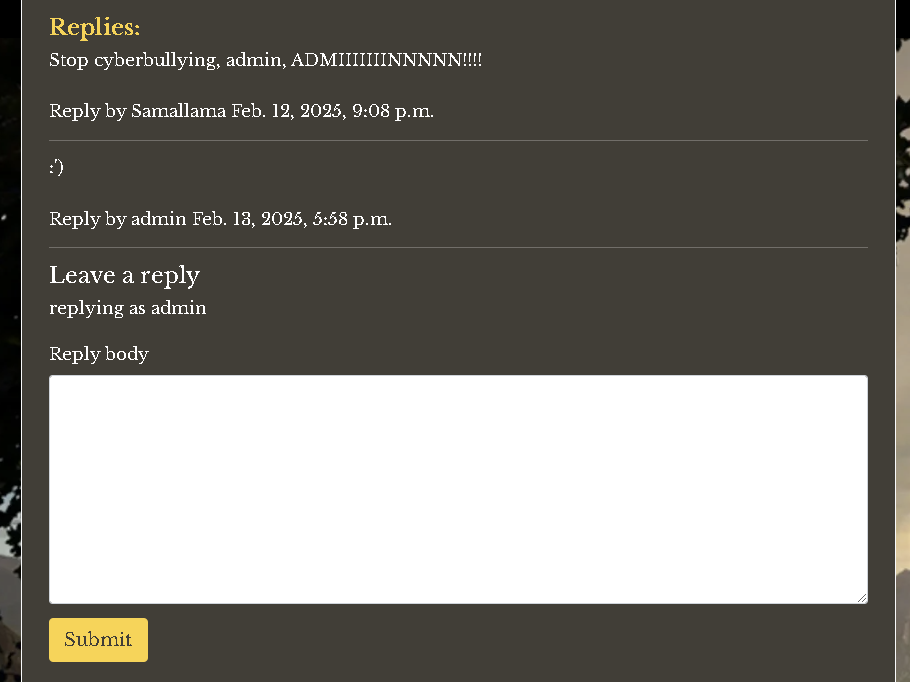 Replies:
Stop cyberbullying, admin, ADMIIIIIIINNNNN!!!!
Reply by Samallama Feb. 12, 2025, 9:08 p.m.
:')
Reply by admin Feb. 13, 2025, 5:58 p.m.
Leave a reply
replying as admin
Reply body
Submit